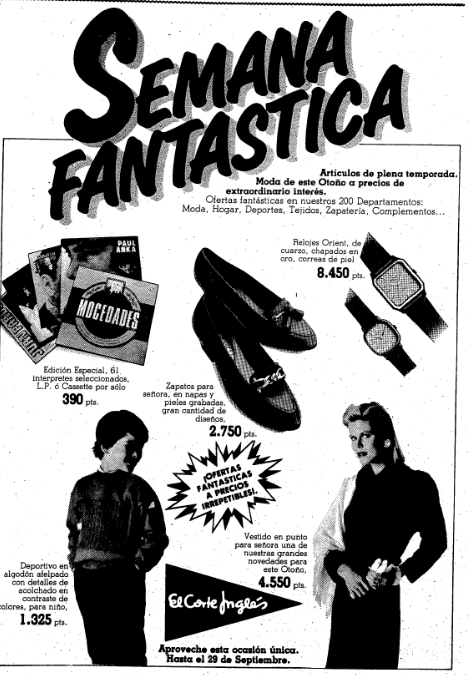 SEMANA
FANTASTICA
Artículos de plena temporada.
Moda de este Otoño a precios de
extraordinario interés.
Ofertas fantásticas en nuestros 200 Departamentos:
Moda, Hogar, Deportes, Tejidos, Zapatería, Complementos...
Relojes Orient, de
cuarzo, chapados en
oro, correas de piel
8.450 pts.
PAUL
ANKA
MOCEDADES
Edición Especial, 61
interpretes seleccionados,
L.P. ó Cassette por sólo
390 pts.
Zapatos para
señora, en napas y
pieles grabadas,
gran cantidad de
diseños,
2.750 pts.
¡OFERTAS
FANTASTICAS
A PRECIOS
IRREPETIBLES!.
Vestido en punto
para señora una de
nuestras grandes
novedades para
este Otoño,
4.550 pts.
Deportivo en
algodón afelpado
con detalles de
acolchado en
contraste de
colores, para niño,
1.325 pts.
El Corte Inglés
Aproveche esta ocasión única.
Hasta el 29 de Septiembre.